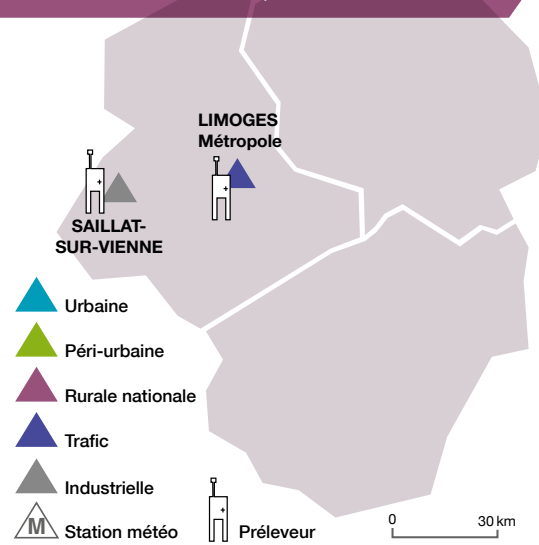 LIMOGES
Métropole
SAILLAT-
SUR-VIENNE
Urbaine
Péri-urbaine
Rurale nationale
Trafic
Industrielle
M Station météo
Préleveur
0 30 km